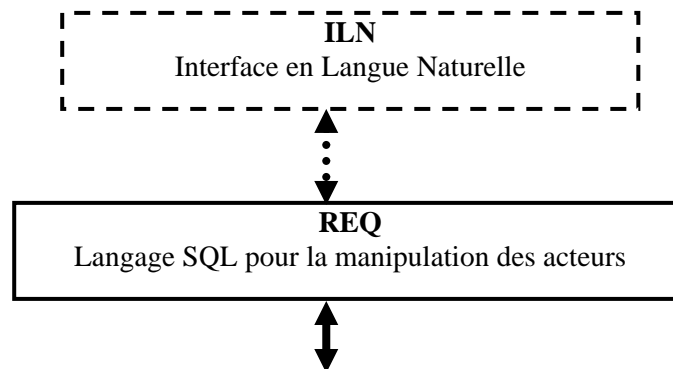 ILN
Interface en Langue Naturelle
REQ
Langage SQL pour la manipulation des acteurs